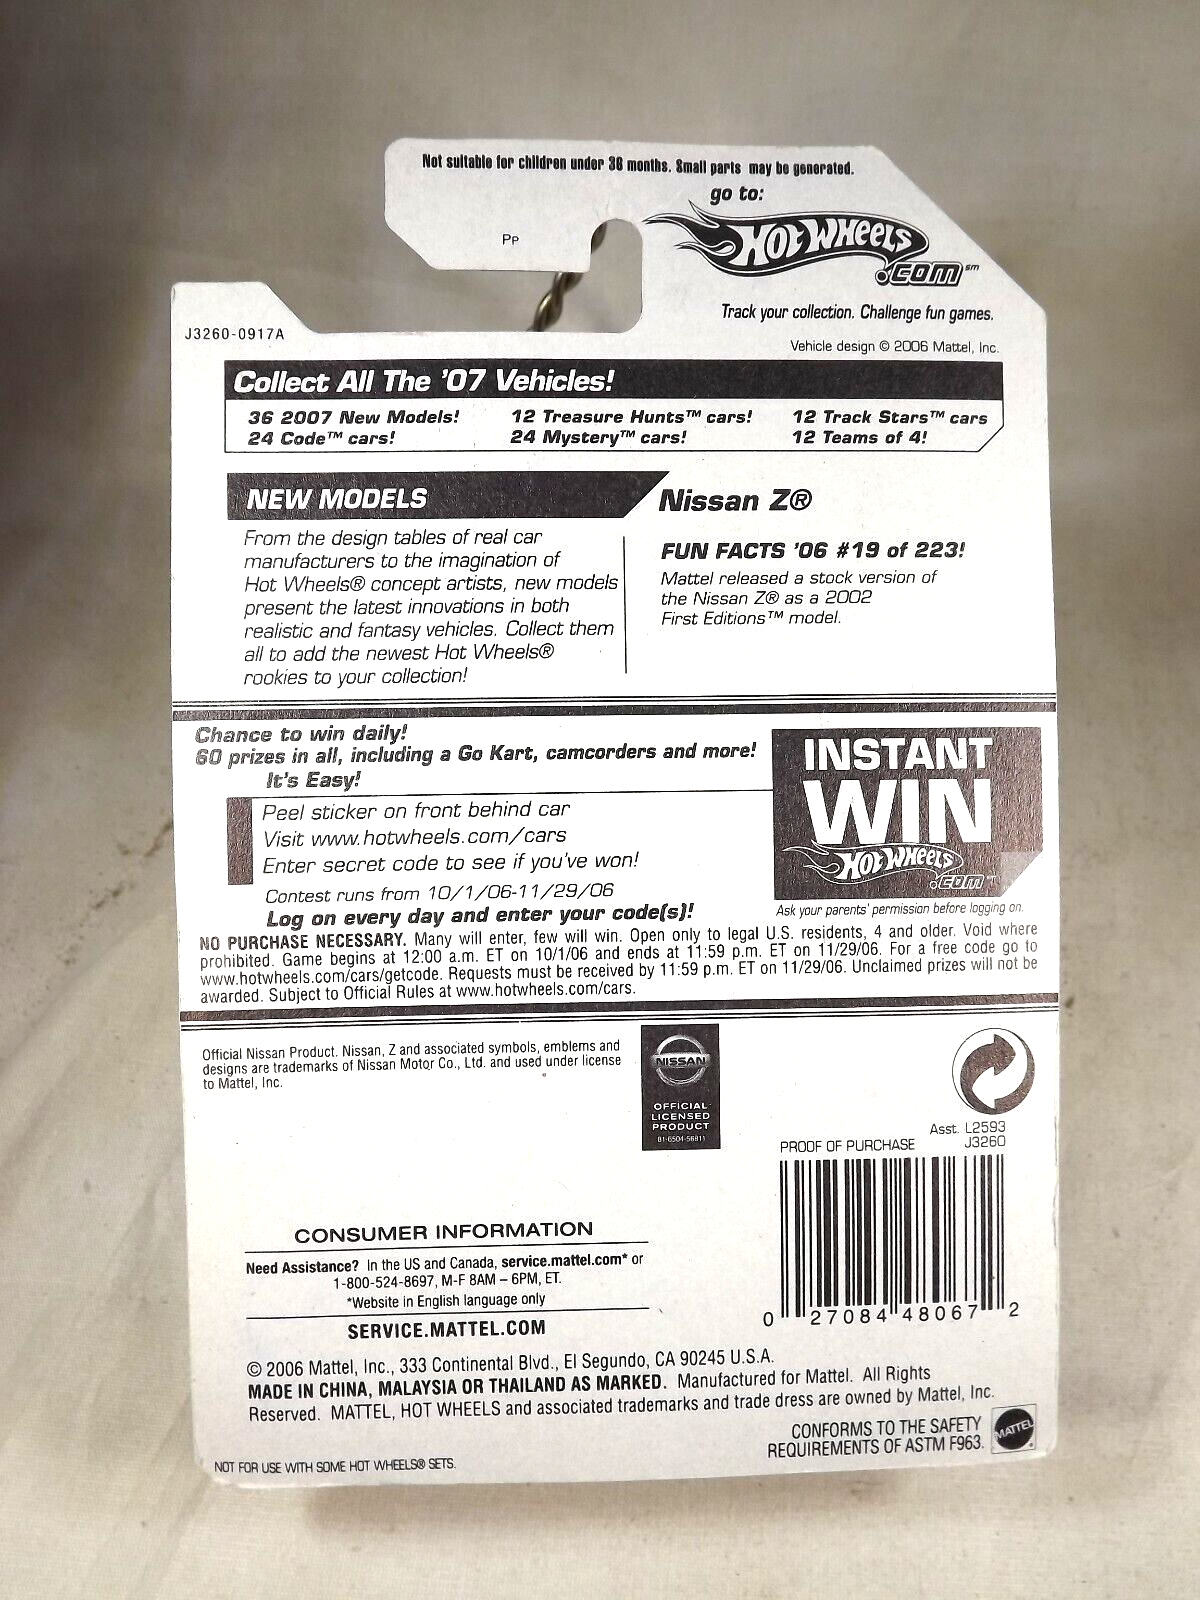 Not suitable for children under 36 months. Small parts may be generated.
go to:
PP
HOT WHEELS
.COM℠
Track your collection. Challenge fun games.
J3260-0917A
Vehicle design © 2006 Mattel, Inc.
Collect All The '07 Vehicles!
36 2007 New Models! 12 Treasure Hunts™ cars! 12 Track Stars™ cars
24 Code™ cars! 24 Mystery™ cars! 12 Teams of 4!
NEW MODELS
From the design tables of real car
manufacturers to the imagination of
Hot Wheels® concept artists, new models
present the latest innovations in both
realistic and fantasy vehicles. Collect them
all to add the newest Hot Wheels®
rookies to your collection!
Nissan Z®
FUN FACTS '06 #19 of 223!
Mattel released a stock version of
the Nissan Z® as a 2002
First Editions™ model.
Chance to win daily!
60 prizes in all, including a Go Kart, camcorders and more!
It's Easy!
Peel sticker on front behind car
Visit www.hotwheels.com/cars
Enter secret code to see if you've won!
Contest runs from 10/1/06-11/29/06
Log on every day and enter your code(s)!
INSTANT
WIN
HOT WHEELS
.COM™
Ask your parents' permission before logging on.
NO PURCHASE NECESSARY. Many will enter, few will win. Open only to legal U.S. residents, 4 and older. Void where
prohibited. Game begins at 12:00 a.m. ET on 10/1/06 and ends at 11:59 p.m. ET on 11/29/06. For a free code go to
www.hotwheels.com/cars/getcode. Requests must be received by 11:59 p.m. ET on 11/29/06. Unclaimed prizes will not be
awarded. Subject to Official Rules at www.hotwheels.com/cars.
Official Nissan Product. Nissan, Z and associated symbols, emblems and
designs are trademarks of Nissan Motor Co., Ltd. and used under license
to Mattel, Inc.
NISSAN
OFFICIAL
LICENSED
PRODUCT
81-6504-56811
Asst. L2593
J3260
PROOF OF PURCHASE
0 27084 48067 2
CONSUMER INFORMATION
Need Assistance? In the US and Canada, service.mattel.com* or
1-800-524-8697, M-F 8AM – 6PM, ET.
*Website in English language only
SERVICE.MATTEL.COM
© 2006 Mattel, Inc., 333 Continental Blvd., El Segundo, CA 90245 U.S.A.
MADE IN CHINA, MALAYSIA OR THAILAND AS MARKED. Manufactured for Mattel. All Rights
Reserved. MATTEL, HOT WHEELS and associated trademarks and trade dress are owned by Mattel, Inc.
CONFORMS TO THE SAFETY
REQUIREMENTS OF ASTM F963.
MATTEL
NOT FOR USE WITH SOME HOT WHEELS® SETS.